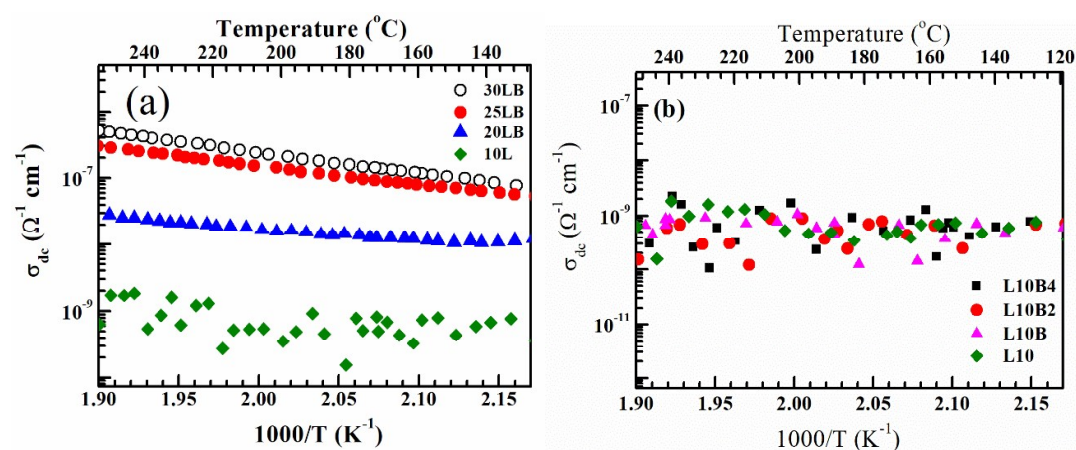 Temperature (°C)
240 220 200 180 160 140
(a)
30LB
25LB
20LB
10L
10⁻⁷
10⁻⁹
σdc (Ω⁻¹ cm⁻¹)
1.90 1.95 2.00 2.05 2.10 2.15
1000/T (K⁻¹)
Temperature (°C)
240 220 200 180 160 140 120
(b)
10⁻⁷
10⁻⁹
10⁻¹¹
σdc (Ω⁻¹ cm⁻¹)
L10B4
L10B2
L10B
L10
1.90 1.95 2.00 2.05 2.10 2.15
1000/T (K⁻¹)